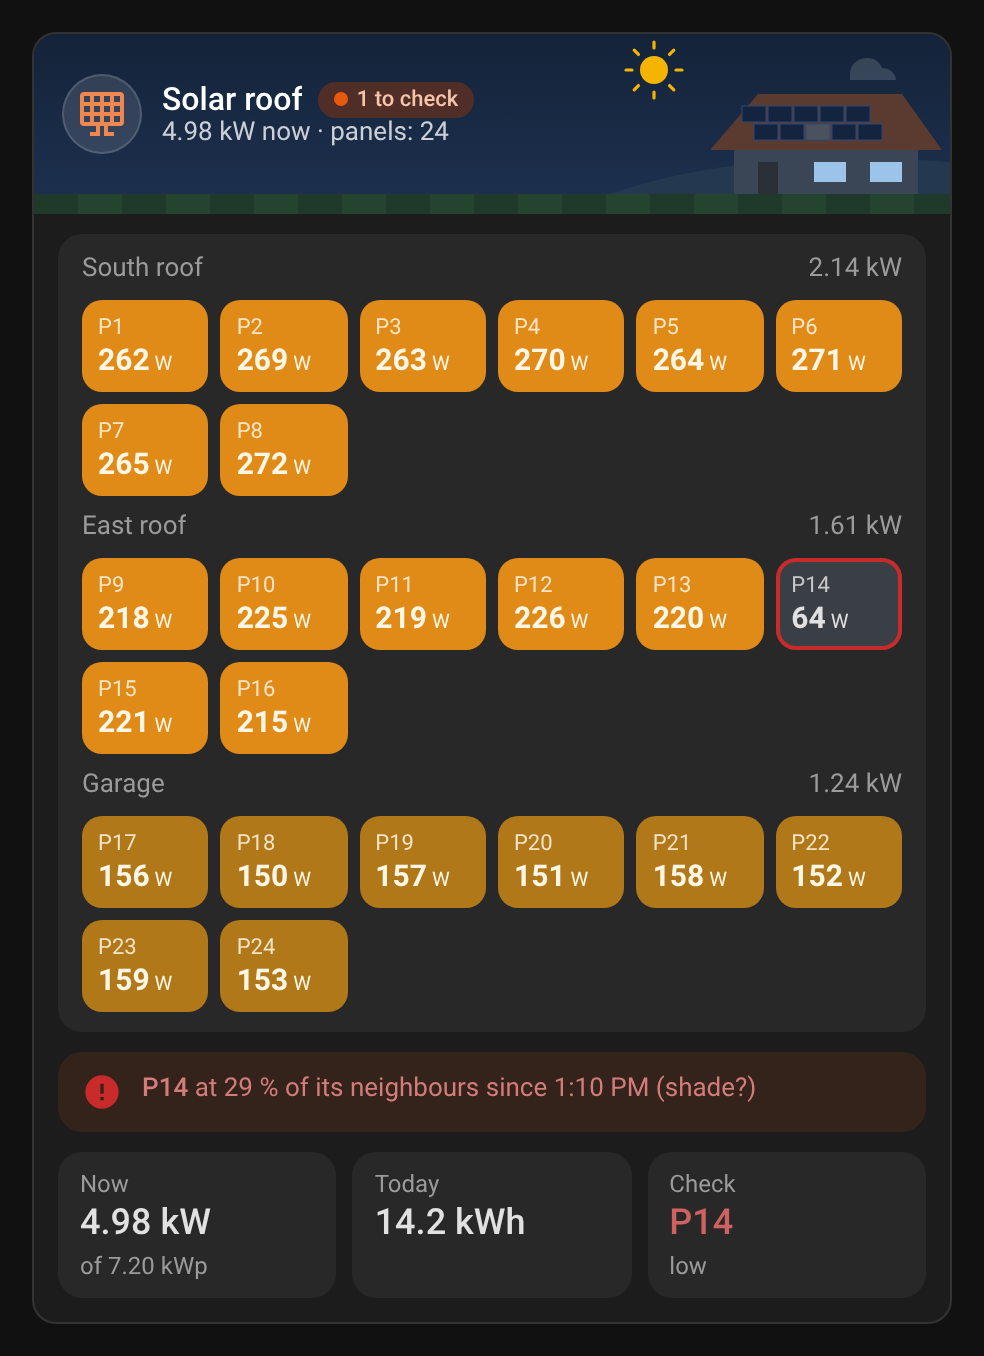 Solar roof
1 to check
4.98 kW now · panels: 24
South roof 2.14 kW
P1 P2 P3 P4 P5 P6
262 W 269 W 263 W 270 W 264 W 271 W
P7 P8
265 W 272 W
East roof 1.61 kW
P9 P10 P11 P12 P13 P14
218 W 225 W 219 W 226 W 220 W 64 W
P15 P16
221 W 215 W
Garage 1.24 kW
P17 P18 P19 P20 P21 P22
156 W 150 W 157 W 151 W 158 W 152 W
P23 P24
159 W 153 W
P14 at 29 % of its neighbours since 1:10 PM (shade?)
Now Today Check
4.98 kW 14.2 kWh P14
of 7.20 kWp low